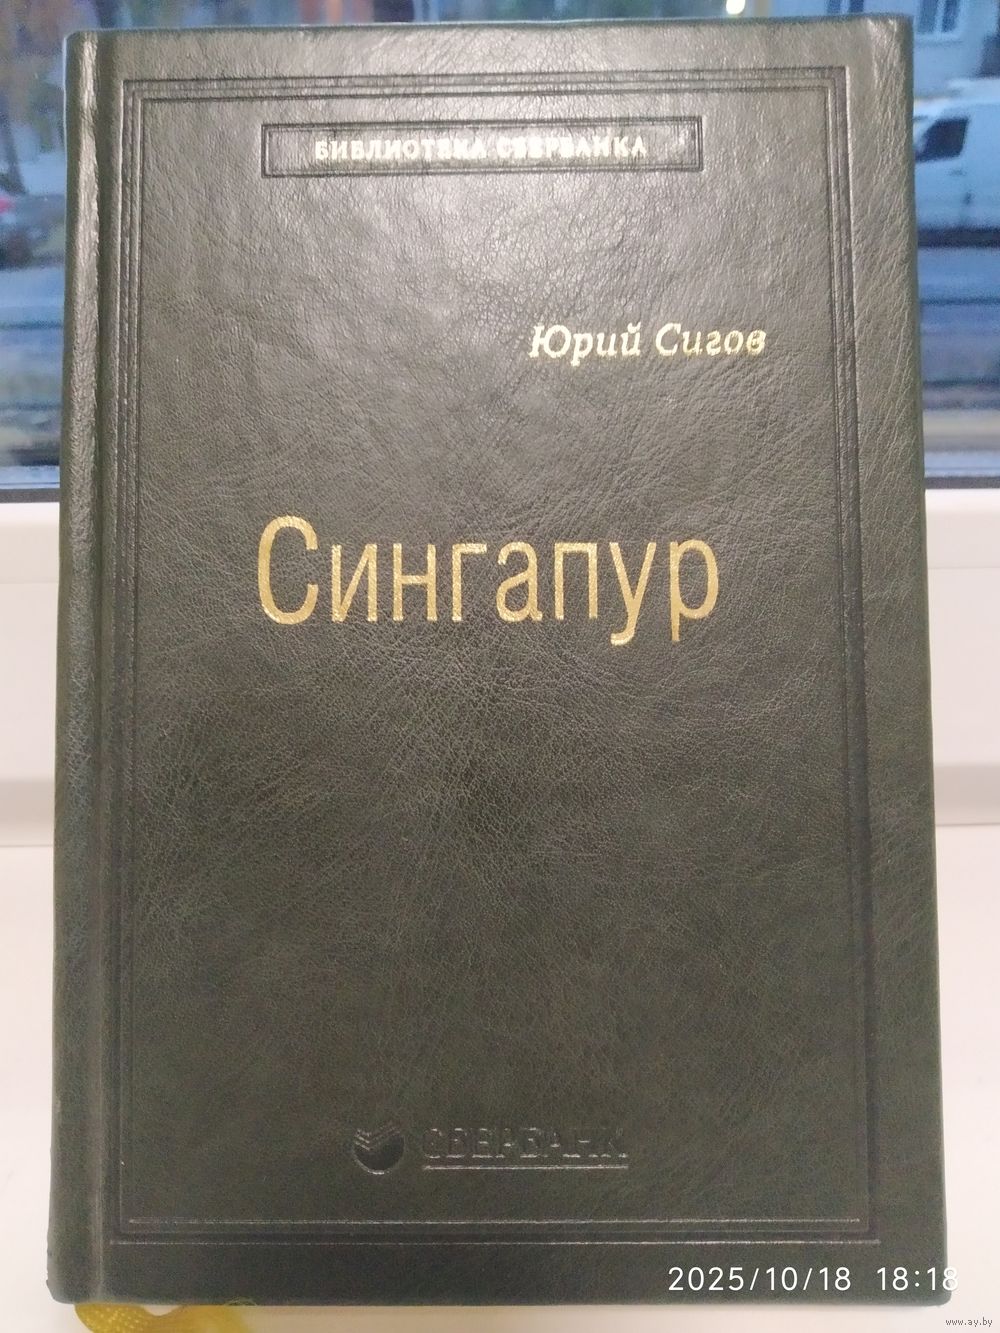 БИБЛИОТЕКА СБЕРБАНКА
Юрий Сигов
Сингапур
СБЕРБАНК
2025/10/18 18:18
www.ay.by